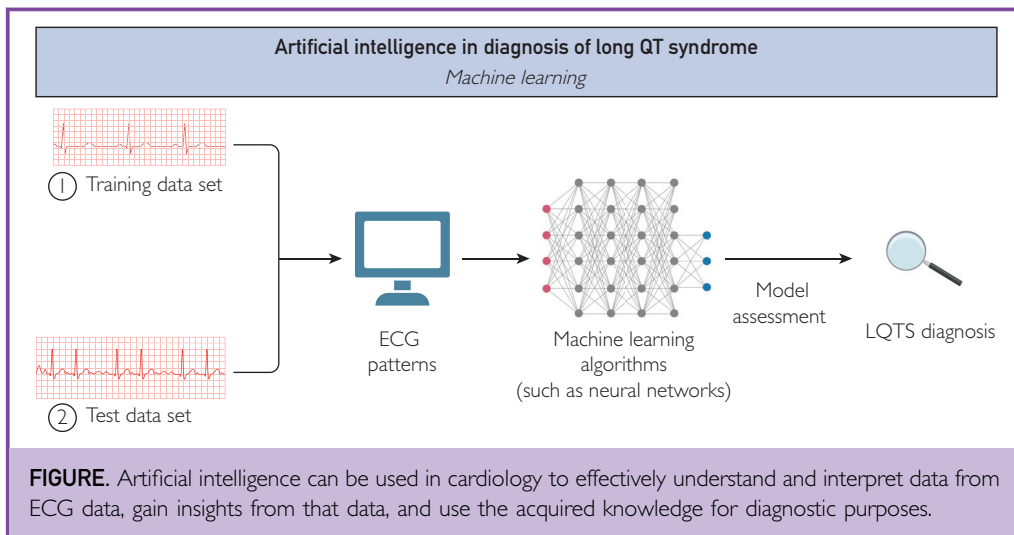 Artificial intelligence in diagnosis of long QT syndrome
Machine learning
1 Training data set
2 Test data set
ECG
patterns
Machine learning
algorithms
(such as neural networks)
Model
assessment
LQTS diagnosis
FIGURE. Artificial intelligence can be used in cardiology to effectively understand and interpret data from
ECG data, gain insights from that data, and use the acquired knowledge for diagnostic purposes.